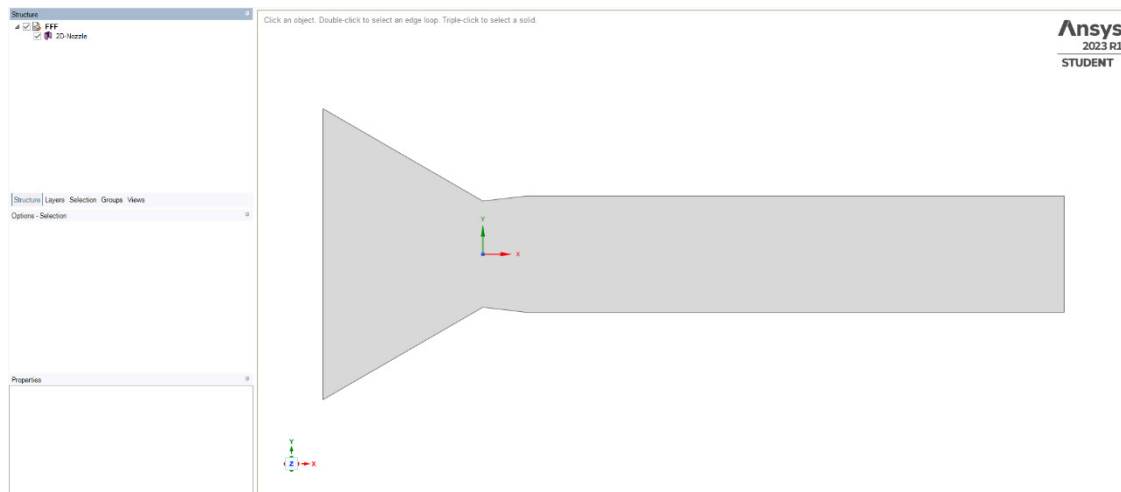 Structure
FFF
2D-Nozzle
Structure Layers Selection Groups Views
Options - Selection
Properties
Click an object. Double-click to select an edge loop. Triple-click to select a solid.
Ansys
2023 R1
STUDENT
Y
X
Y
Z
X